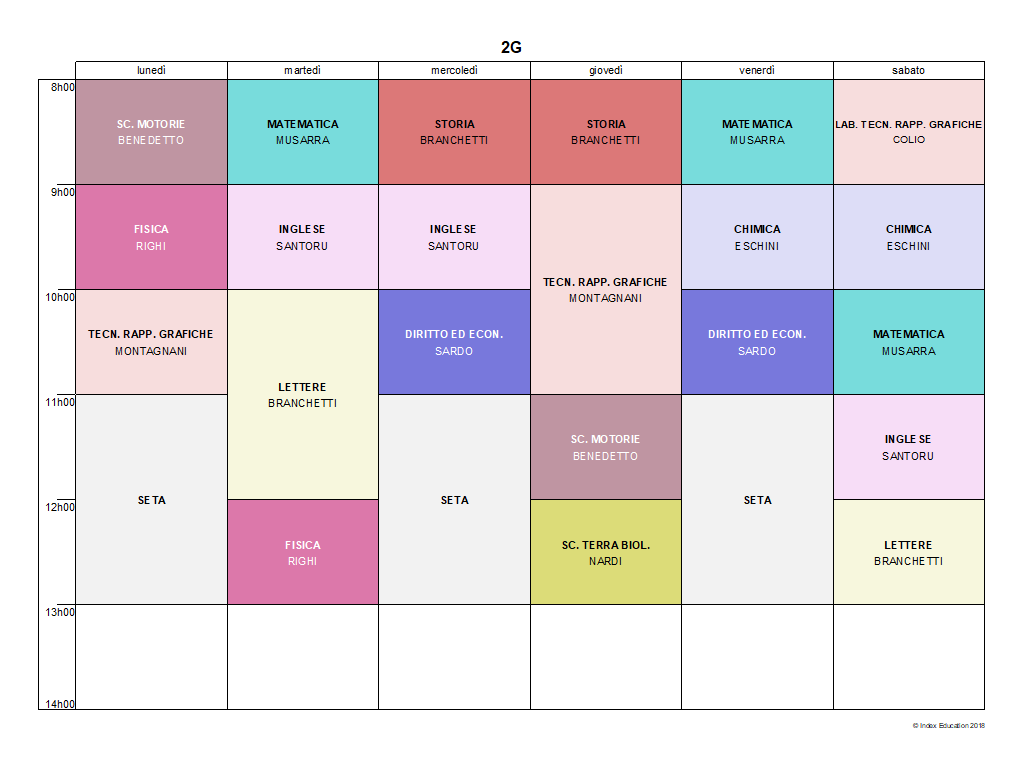 2G
lunedì martedì mercoledì giovedì venerdì sabato
8h00
SC. MOTORIE
BENEDETTO
MATEMATICA
MUSARRA
STORIA
BRANCHETTI
STORIA
BRANCHETTI
MATEMATICA
MUSARRA
LAB. TECN. RAPP. GRAFICHE
COLIO
9h00
FISICA
RIGHI
INGLESE
SANTORU
INGLESE
SANTORU
TECN. RAPP. GRAFICHE
MONTAGNANI
CHIMICA
ESCHINI
CHIMICA
ESCHINI
10h00
TECN. RAPP. GRAFICHE
MONTAGNANI
LETTERE
BRANCHETTI
DIRITTO ED ECON.
SARDO
DIRITTO ED ECON.
SARDO
MATEMATICA
MUSARRA
11h00
SETA
SETA
SC. MOTORIE
BENEDETTO
SETA
INGLESE
SANTORU
12h00
FISICA
RIGHI
SC. TERRA BIOL.
NARDI
LETTERE
BRANCHETTI
13h00
14h00
© Index Education 2018